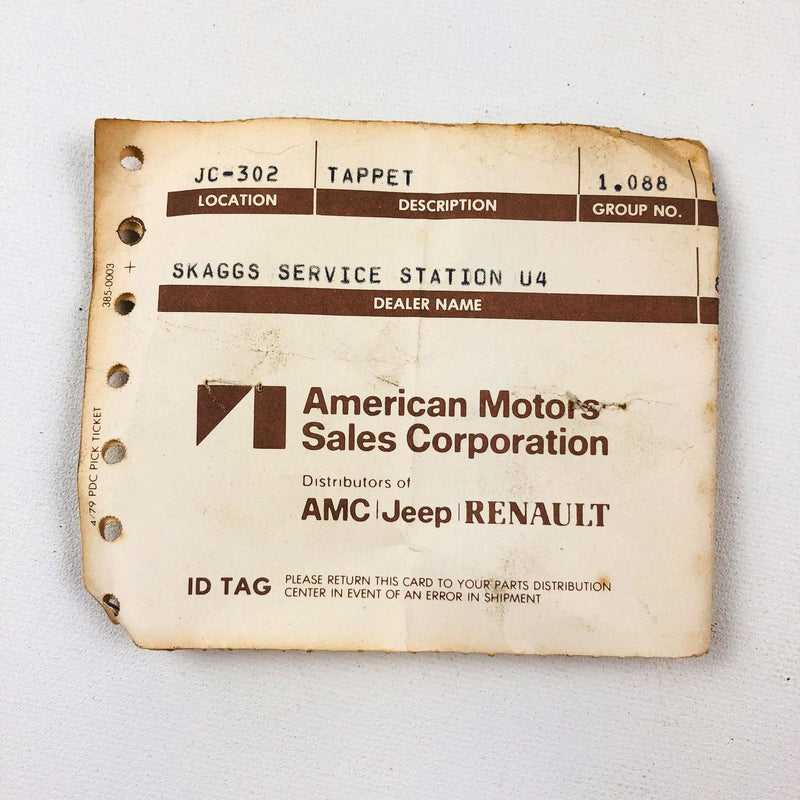 JC-302 TAPPET 1.088
LOCATION DESCRIPTION GROUP NO.
SKAGGS SERVICE STATION U4
DEALER NAME
American Motors
Sales Corporation
Distributors of
AMC | Jeep | RENAULT
ID TAG PLEASE RETURN THIS CARD TO YOUR PARTS DISTRIBUTION
CENTER IN EVENT OF AN ERROR IN SHIPMENT
385-0003 +
4/79 PDC PICK TICKET